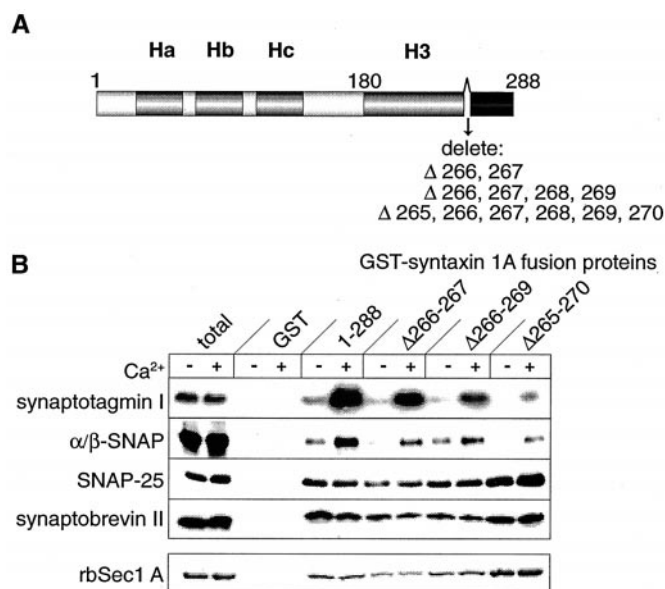 A
Ha Hb Hc H3
1 180 288
delete:
Δ 266, 267
Δ 266, 267, 268, 269
Δ 265, 266, 267, 268, 269, 270
B
GST-syntaxin 1A fusion proteins
total GST 1-288 Δ266-267 Δ266-269 Δ265-270
Ca²⁺ - + - + - + - + - + - +
synaptotagmin I
α/β-SNAP
SNAP-25
synaptobrevin II
rbSec1 A